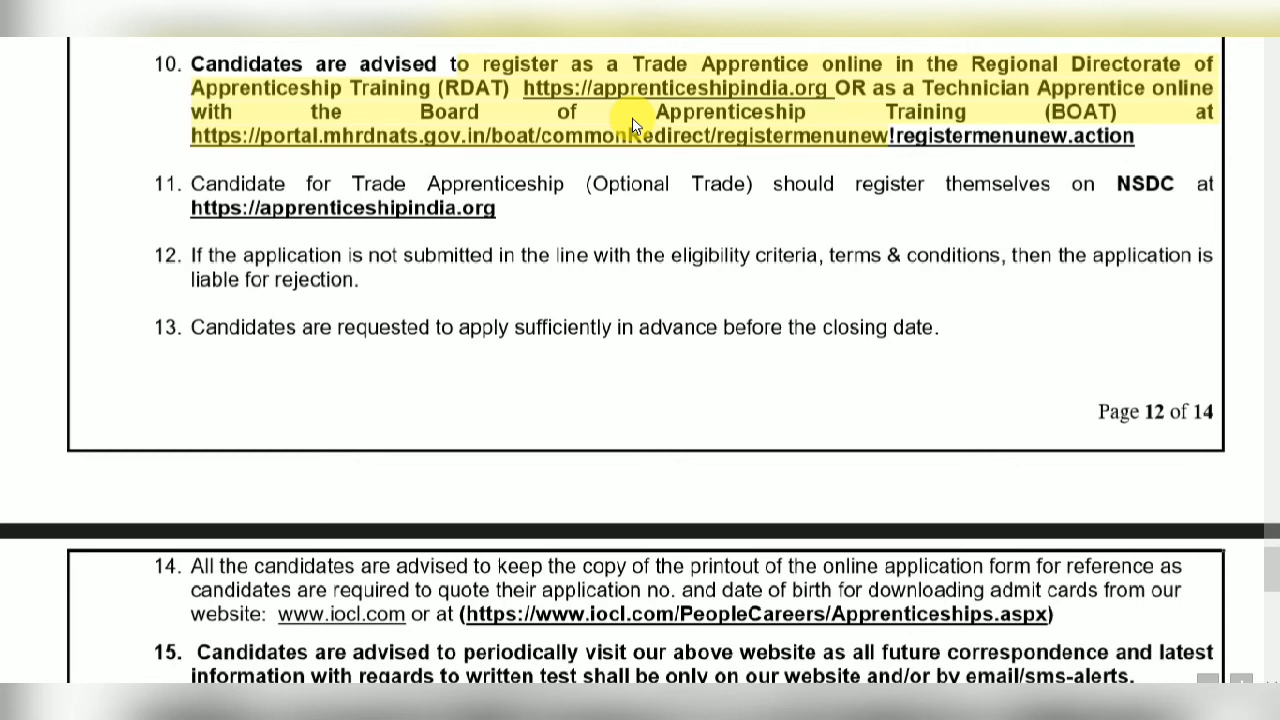 10. Candidates are advised to register as a Trade Apprentice online in the Regional Directorate of
Apprenticeship Training (RDAT) https://apprenticeshipindia.org OR as a Technician Apprentice online
with the Board of Apprenticeship Training (BOAT) at
https://portal.mhrdnats.gov.in/boat/commonRedirect/registermenunew!registermenunew.action
11. Candidate for Trade Apprenticeship (Optional Trade) should register themselves on NSDC at
https://apprenticeshipindia.org
12. If the application is not submitted in the line with the eligibility criteria, terms & conditions, then the application is
liable for rejection.
13. Candidates are requested to apply sufficiently in advance before the closing date.
Page 12 of 14
14. All the candidates are advised to keep the copy of the printout of the online application form for reference as
candidates are required to quote their application no. and date of birth for downloading admit cards from our
website: www.iocl.com or at (https://www.iocl.com/PeopleCareers/Apprenticeships.aspx)
15. Candidates are advised to periodically visit our above website as all future correspondence and latest
information with regards to written test shall be only on our website and/or by email/sms-alerts.